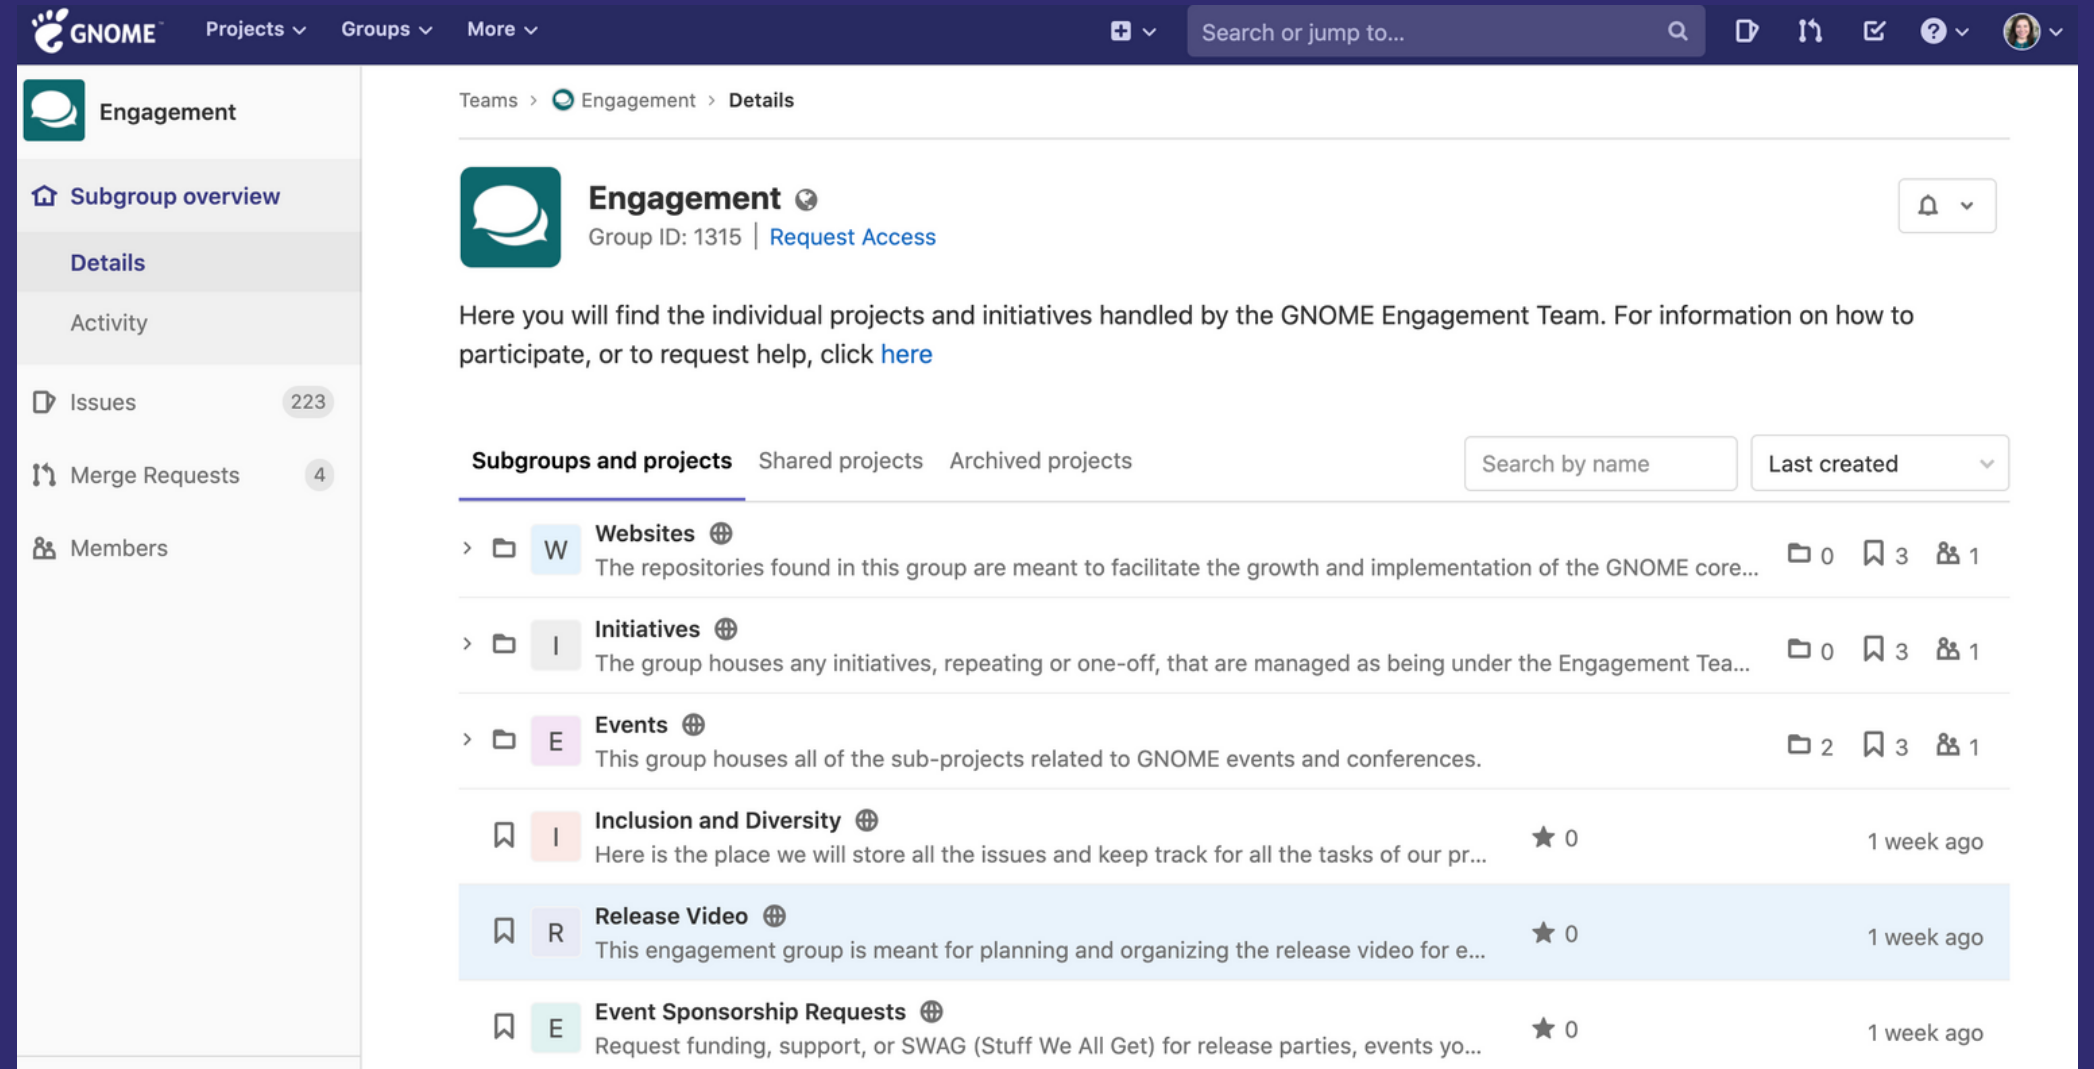 GNOME™ Projects Groups More Search or jump to...
Engagement
Subgroup overview
Details
Activity
Issues 223
Merge Requests 4
Members
Teams > Engagement > Details
Engagement
Group ID: 1315 | Request Access
Here you will find the individual projects and initiatives handled by the GNOME Engagement Team. For information on how to
participate, or to request help, click here
Subgroups and projects Shared projects Archived projects Search by name Last created
W Websites
The repositories found in this group are meant to facilitate the growth and implementation of the GNOME core... 0 3 1
I Initiatives
The group houses any initiatives, repeating or one-off, that are managed as being under the Engagement Tea... 0 3 1
E Events
This group houses all of the sub-projects related to GNOME events and conferences. 2 3 1
I Inclusion and Diversity
Here is the place we will store all the issues and keep track for all the tasks of our pr... 0 1 week ago
R Release Video
This engagement group is meant for planning and organizing the release video for e... 0 1 week ago
E Event Sponsorship Requests
Request funding, support, or SWAG (Stuff We All Get) for release parties, events yo... 0 1 week ago